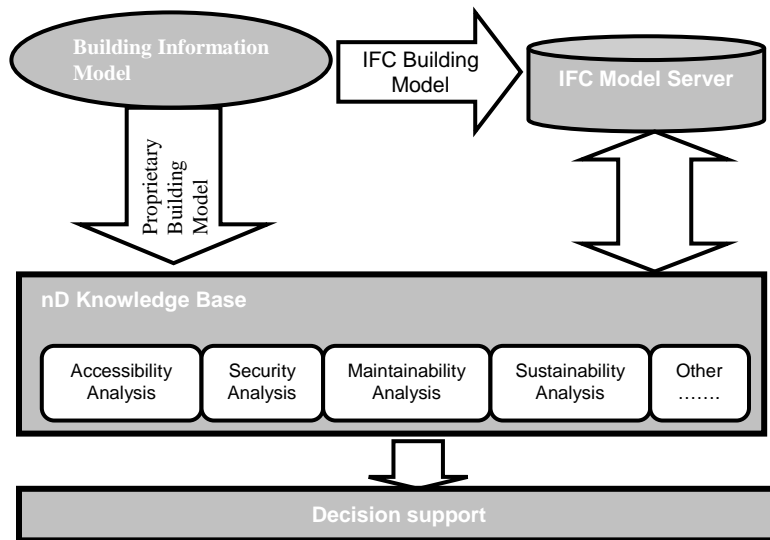 Building Information
Model
IFC Building
Model
IFC Model Server
Proprietary
Building
Model
nD Knowledge Base
Accessibility
Analysis
Security
Analysis
Maintainability
Analysis
Sustainability
Analysis
Other
.......
Decision support